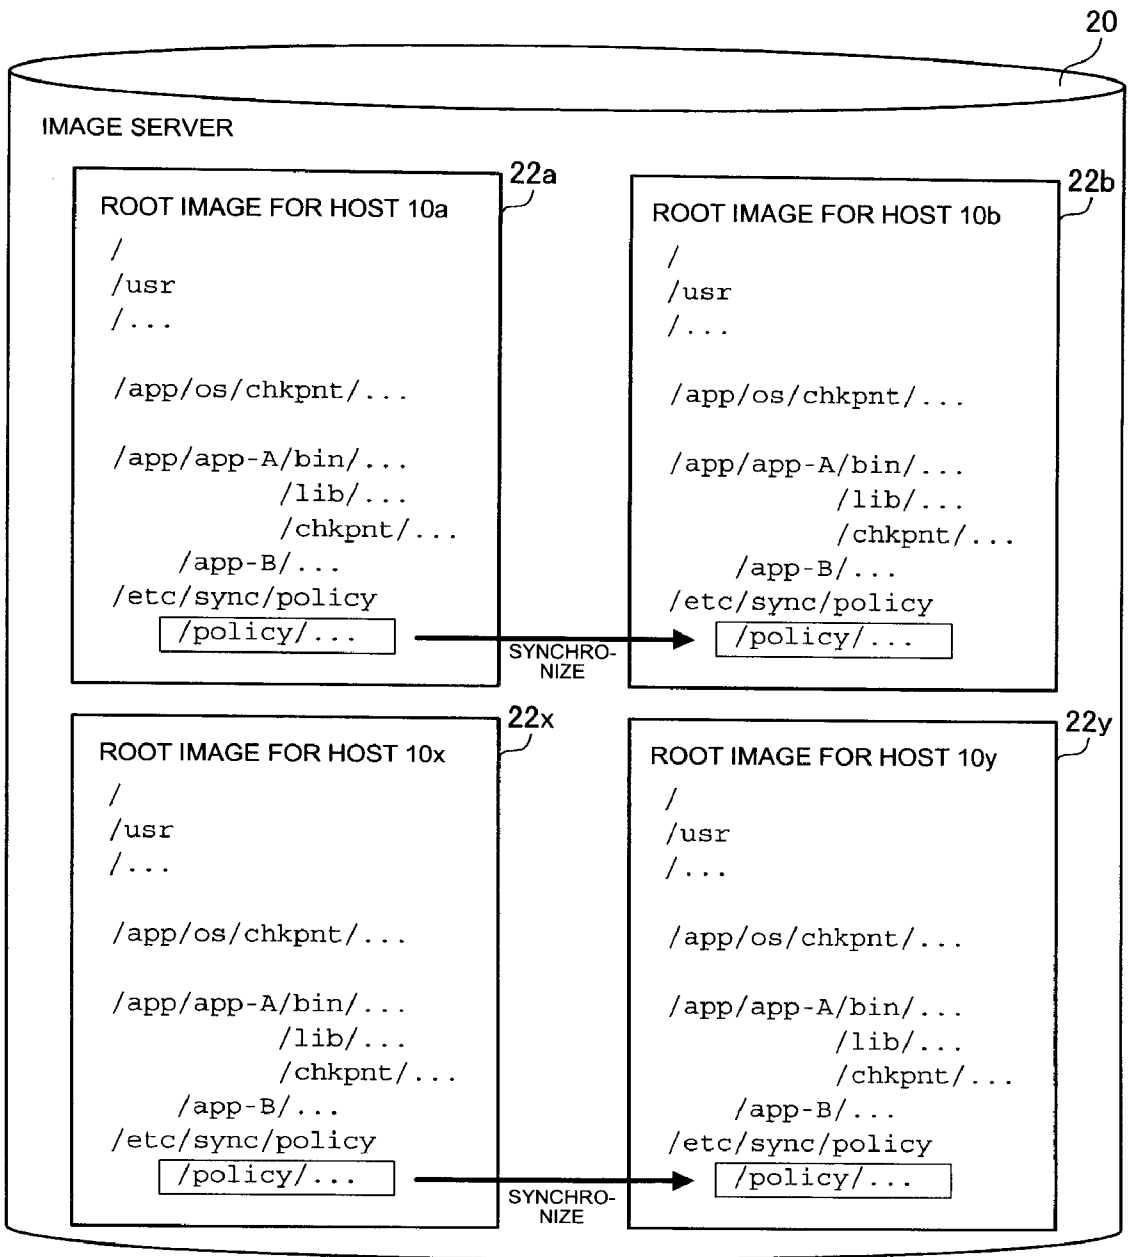 20
IMAGE SERVER
22a
ROOT IMAGE FOR HOST 10a
/
/usr
/...
/app/os/chkpnt/...
/app/app-A/bin/...
/lib/...
/chkpnt/...
/app-B/...
/etc/sync/policy
/policy/...
SYNCHRO-
NIZE
22b
ROOT IMAGE FOR HOST 10b
/
/usr
/...
/app/os/chkpnt/...
/app/app-A/bin/...
/lib/...
/chkpnt/...
/app-B/...
/etc/sync/policy
/policy/...
22x
ROOT IMAGE FOR HOST 10x
/
/usr
/...
/app/os/chkpnt/...
/app/app-A/bin/...
/lib/...
/chkpnt/...
/app-B/...
/etc/sync/policy
/policy/...
SYNCHRO-
NIZE
22y
ROOT IMAGE FOR HOST 10y
/
/usr
/...
/app/os/chkpnt/...
/app/app-A/bin/...
/lib/...
/chkpnt/...
/app-B/...
/etc/sync/policy
/policy/...